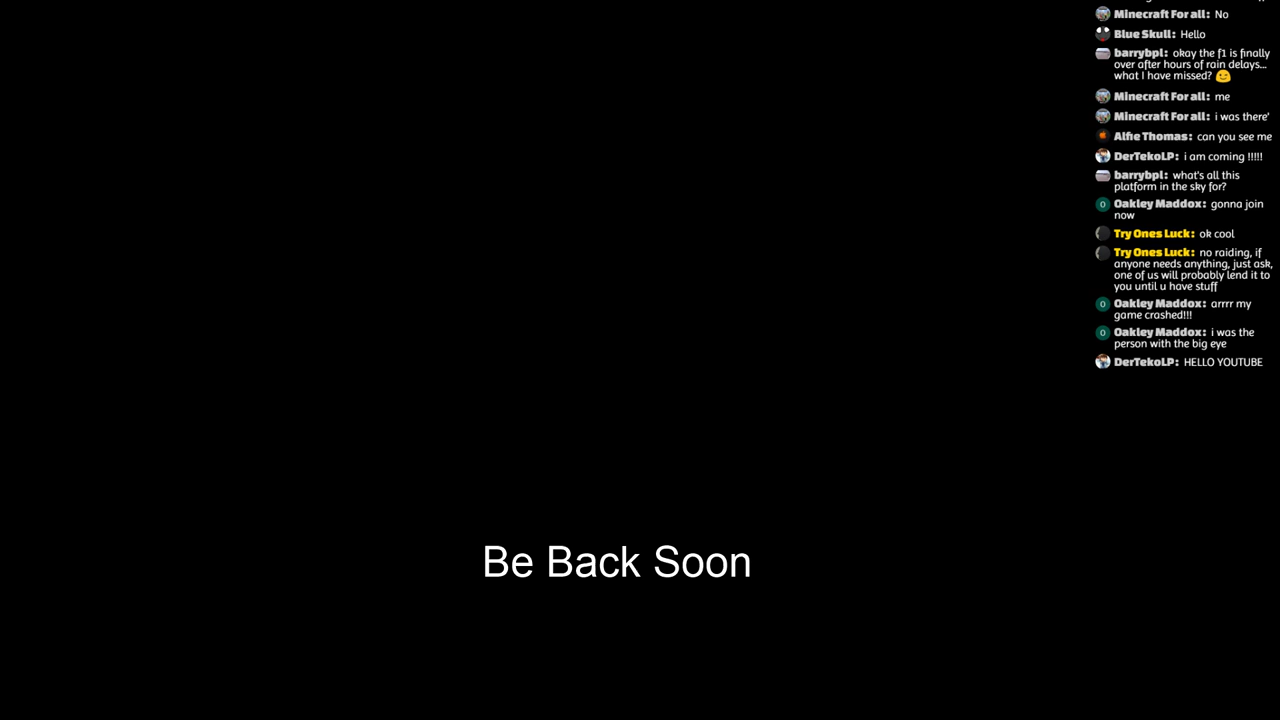 Minecraft For all: No
Blue Skull: Hello
barrybpl: okay the f1 is finally
over after hours of rain delays...
what I have missed? 🙂
Minecraft For all: me
Minecraft For all: i was there'
Alfie Thomas: can you see me
DerTekoLP: i am coming !!!!!
barrybpl: what's all this
platform in the sky for?
O Oakley Maddox: gonna join
now
Try Ones Luck: ok cool
Try Ones Luck: no raiding, if
anyone needs anything, just ask,
one of us will probably lend it to
you until u have stuff
O Oakley Maddox: arrrr my
game crashed!!!
O Oakley Maddox: i was the
person with the big eye
DerTekoLP: HELLO YOUTUBE
Be Back Soon